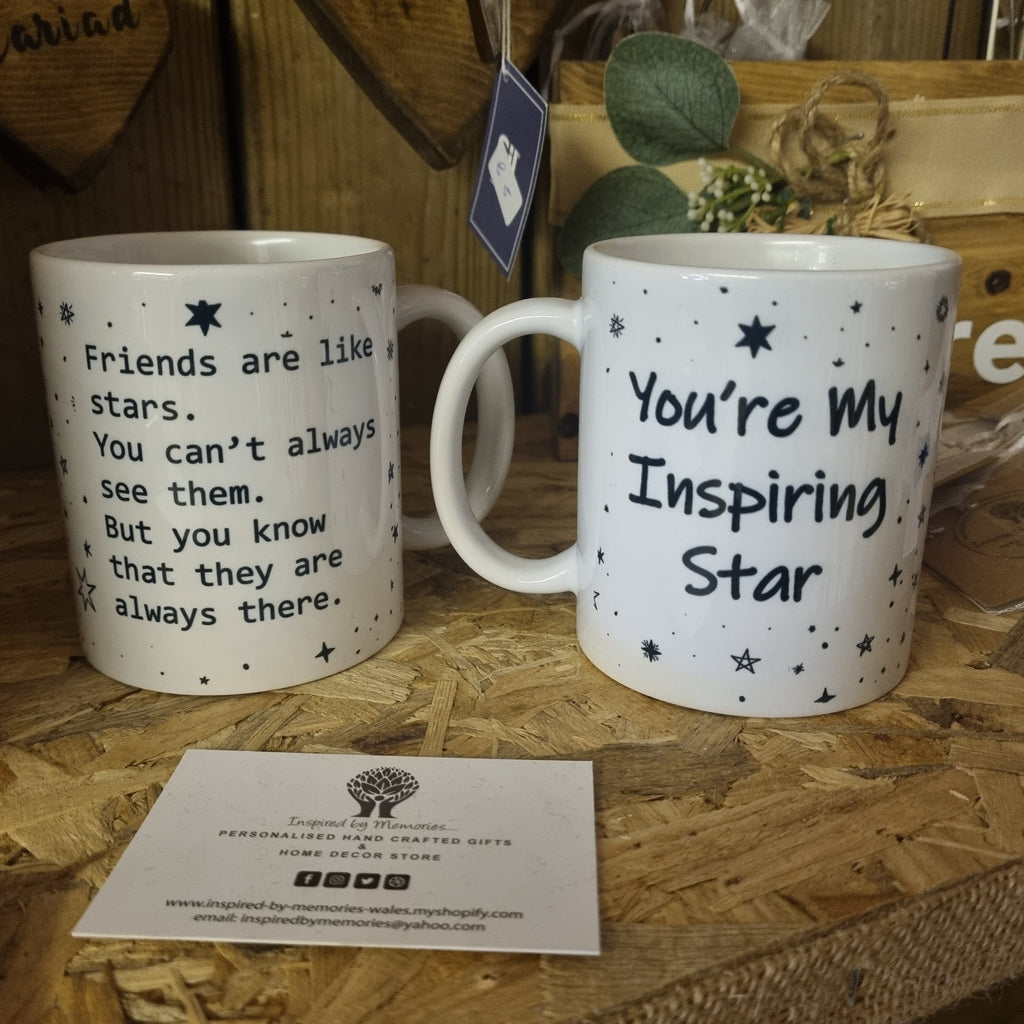 Cariad
Friends are like
stars.
You can't always
see them.
But you know
that they are
always there.
You're My
Inspiring
Star
re
Inspired by Memories....
PERSONALISED HAND CRAFTED GIFTS
&
HOME DECOR STORE
www.inspired-by-memories-wales.myshopify.com
email: inspiredbymemories@yahoo.com